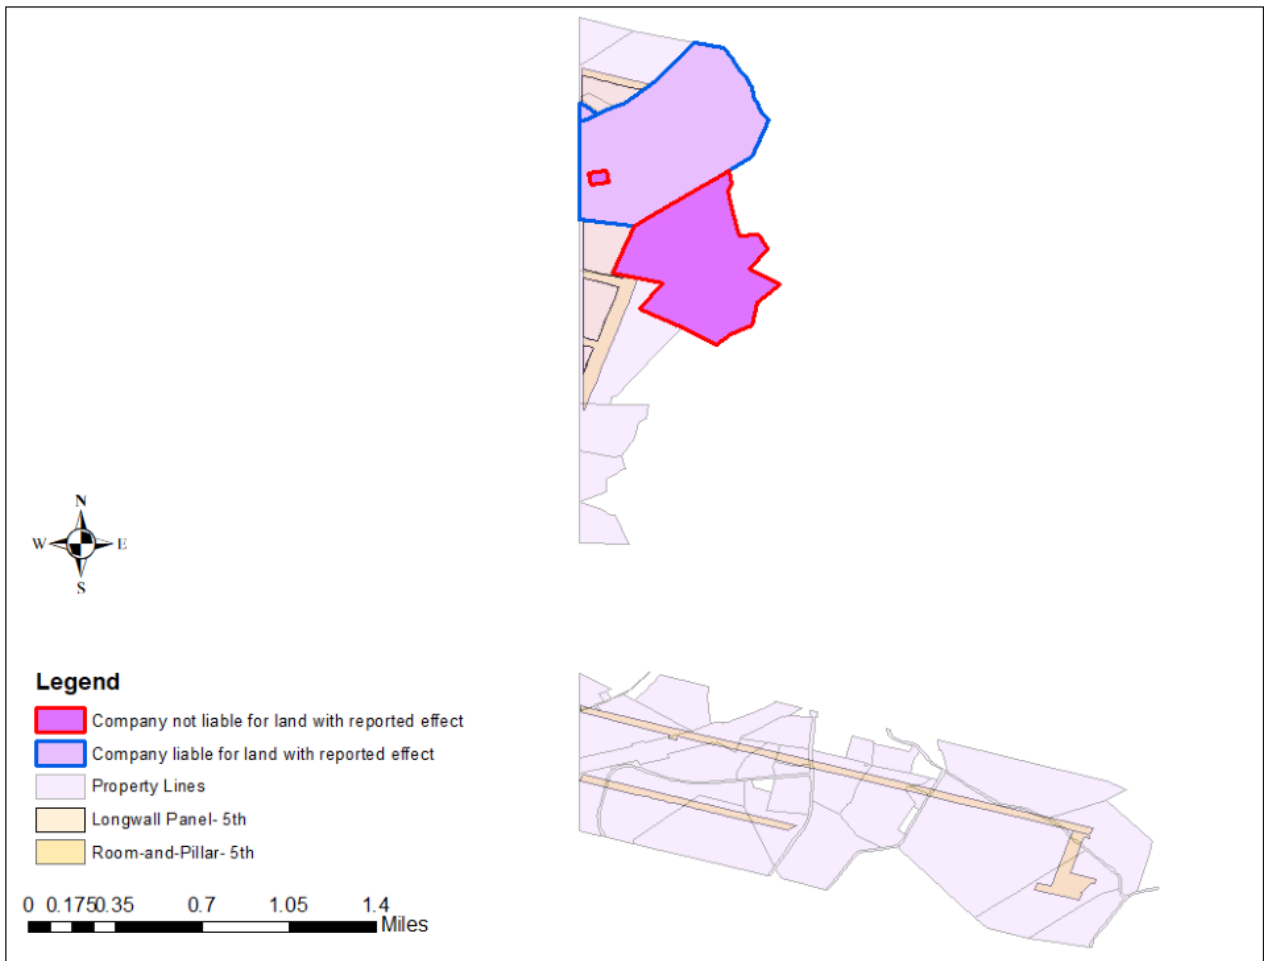 N
W E
S
Legend
Company not liable for land with reported effect
Company liable for land with reported effect
Property Lines
Longwall Panel- 5th
Room-and-Pillar- 5th
0 0.1750.35 0.7 1.05 1.4
Miles